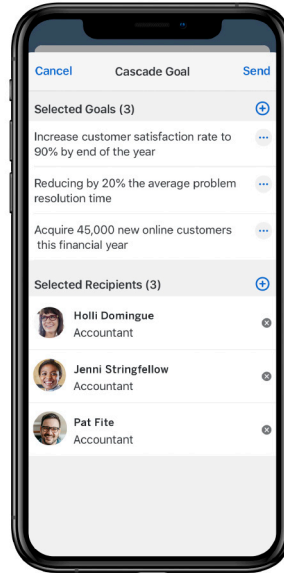 Cancel Cascade Goal Send
Selected Goals (3)
Increase customer satisfaction rate to
90% by end of the year
Reducing by 20% the average problem
resolution time
Acquire 45,000 new online customers
this financial year
Selected Recipients (3)
Holli Domingue
Accountant
Jenni Stringfellow
Accountant
Pat Fite
Accountant